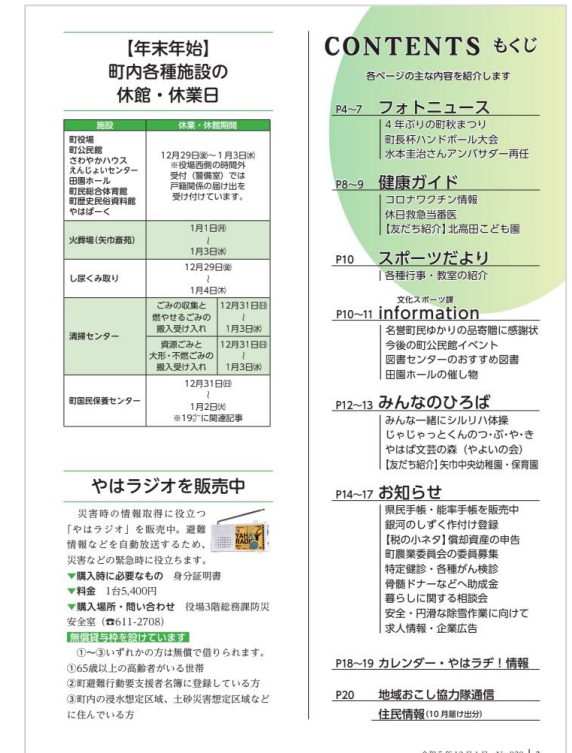 【年末年始】
町内各種施設の
休館・休業日
施設 休業・休館期間
町役場
町公民館
さわやかハウス
えんじょいセンター
田園ホール
町民総合体育館
町歴史民俗資料館
やはぱーく
12月29日㈮〜1月3日㈬
※役場西側の時間外
受付（警備室）では
戸籍関係の届け出を
受け付けています。
火葬場(矢巾斎苑)
1月1日㈪
〜
1月3日㈬
し尿くみ取り
12月29日㈮
〜
1月4日㈭
清掃センター
ごみの収集と
燃やせるごみの
搬入受け入れ
12月31日㈰
〜
1月3日㈬
資源ごみと
大形・不燃ごみの
搬入受け入れ
12月31日㈰
〜
1月3日㈬
町国民保養センター
12月31日㈰
〜
1月2日㈫
※19㌻に関連記事
やはラジオを販売中
災害時の情報取得に役立つ
「やはラジオ」を販売中。避難
情報などを自動放送するため、
災害などの緊急時に役立ちます。
YAHA
RADIO
▼購入時に必要なもの 身分証明書
▼料金 1台5,400円
▼購入場所・問い合わせ 役場3階総務課防災
安全室（☎611-2708）
無償貸与枠を設けています
①〜③いずれかの方は無償で借りられます。
①65歳以上の高齢者がいる世帯
②町避難行動要支援者名簿に登録している方
③町内の浸水想定区域、土砂災害想定区域など
に住んでいる方
CONTENTS もくじ
各ページの主な内容を紹介します
P4〜7 フォトニュース
4年ぶりの町秋まつり
町長杯ハンドボール大会
水本圭治さんアンバサダー再任
P8〜9 健康ガイド
コロナワクチン情報
休日救急当番医
【友だち紹介】北高田こども園
P10 スポーツだより
各種行事・教室の紹介
文化スポーツ課
P10〜11 information
名誉町民ゆかりの品寄贈に感謝状
今後の町公民館イベント
図書センターのおすすめ図書
田園ホールの催し物
P12〜13 みんなのひろば
みんな一緒にシルリハ体操
じゃじゃっとくんのつ・ぶ・や・き
やはば文芸の森（やよいの会）
【友だち紹介】矢巾中央幼稚園・保育園
P14〜17 お知らせ
県民手帳・能率手帳を販売中
銀河のしずく作付け登録
【税の小ネタ】償却資産の申告
町農業委員会の委員募集
特定健診・各種がん検診
骨髄ドナーなどへ助成金
暮らしに関する相談会
安全・円滑な除雪作業に向けて
求人情報・企業広告
P18〜19 カレンダー・やはラヂ！情報
P20 地域おこし協力隊通信
住民情報(10月届け出分)